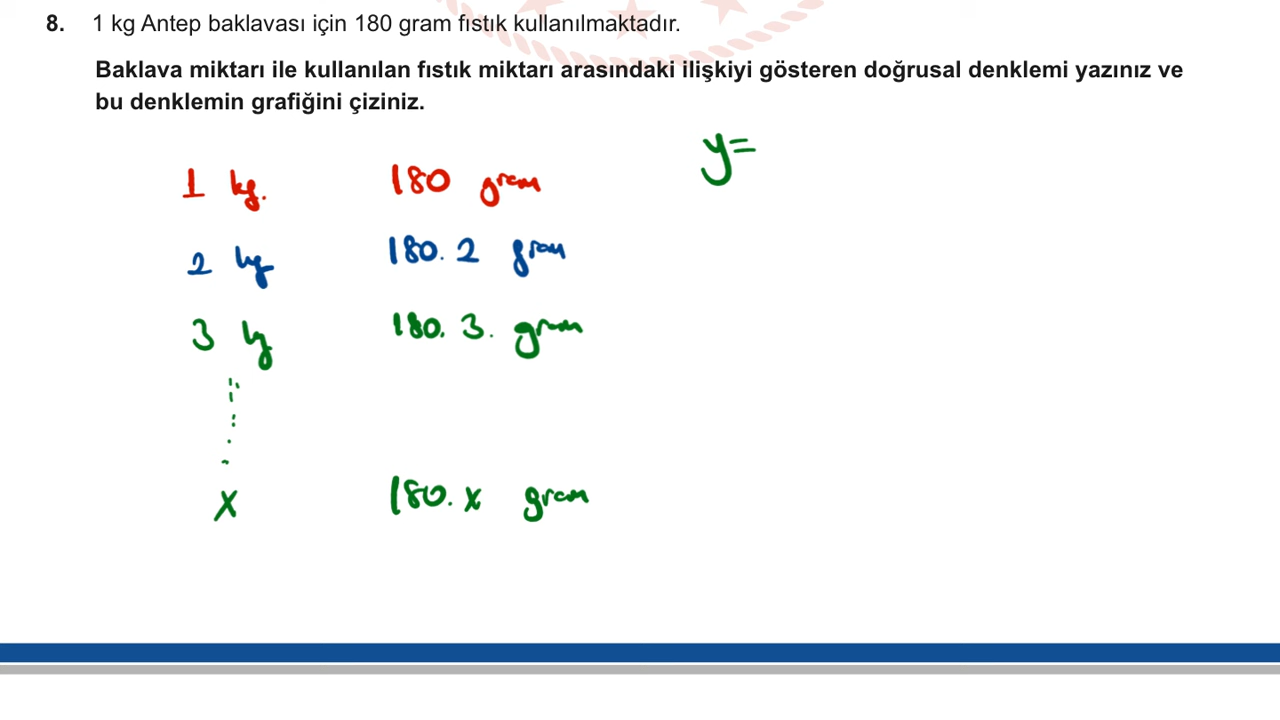 8. 1 kg Antep baklavası için 180 gram fıstık kullanılmaktadır.
Baklava miktarı ile kullanılan fıstık miktarı arasındaki ilişkiyi gösteren doğrusal denklemi yazınız ve
bu denklemin grafiğini çiziniz.
y=
1 kg. 180 gram
2 kg 180. 2 gram
3 kg 180. 3. gram
x 180. x gram